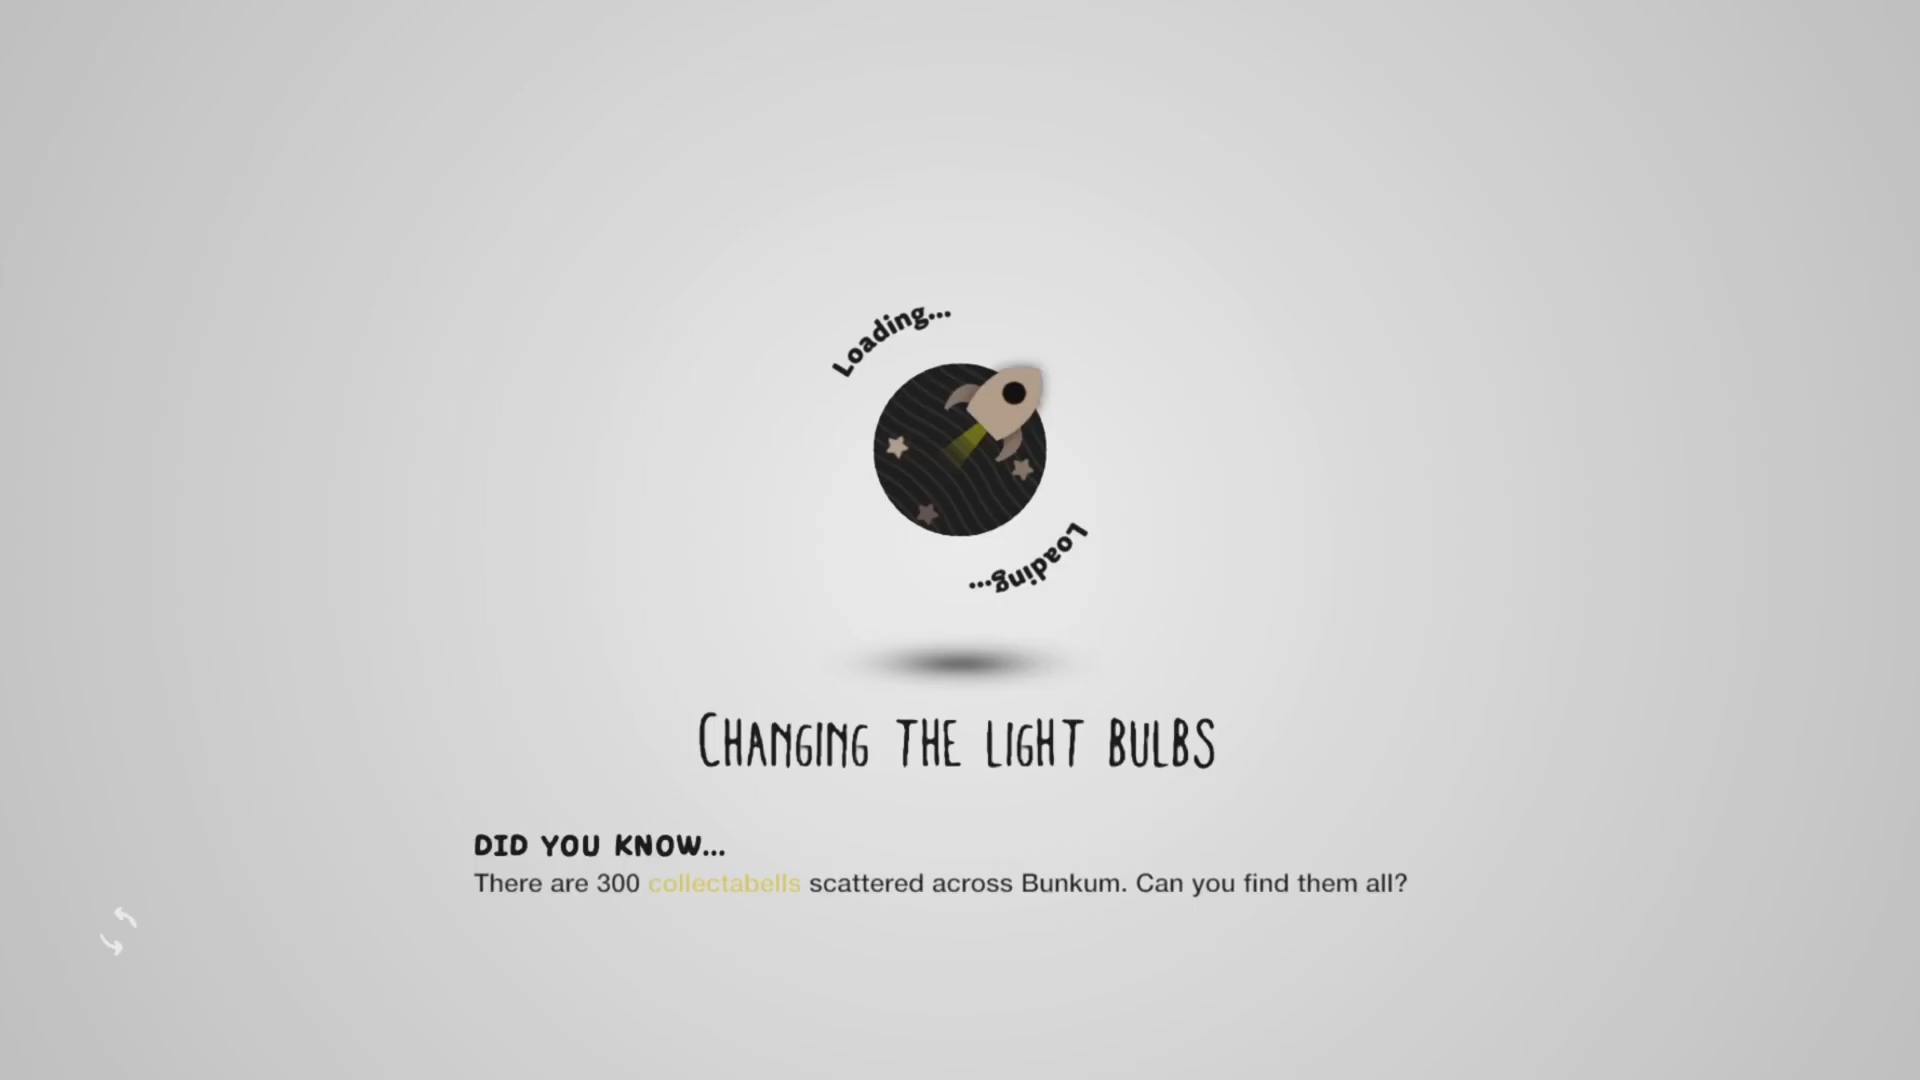 Loading...
Loading...
CHANGING THE LIGHT BULBS
DID YOU KNOW...
There are 300 collectabells scattered across Bunkum. Can you find them all?